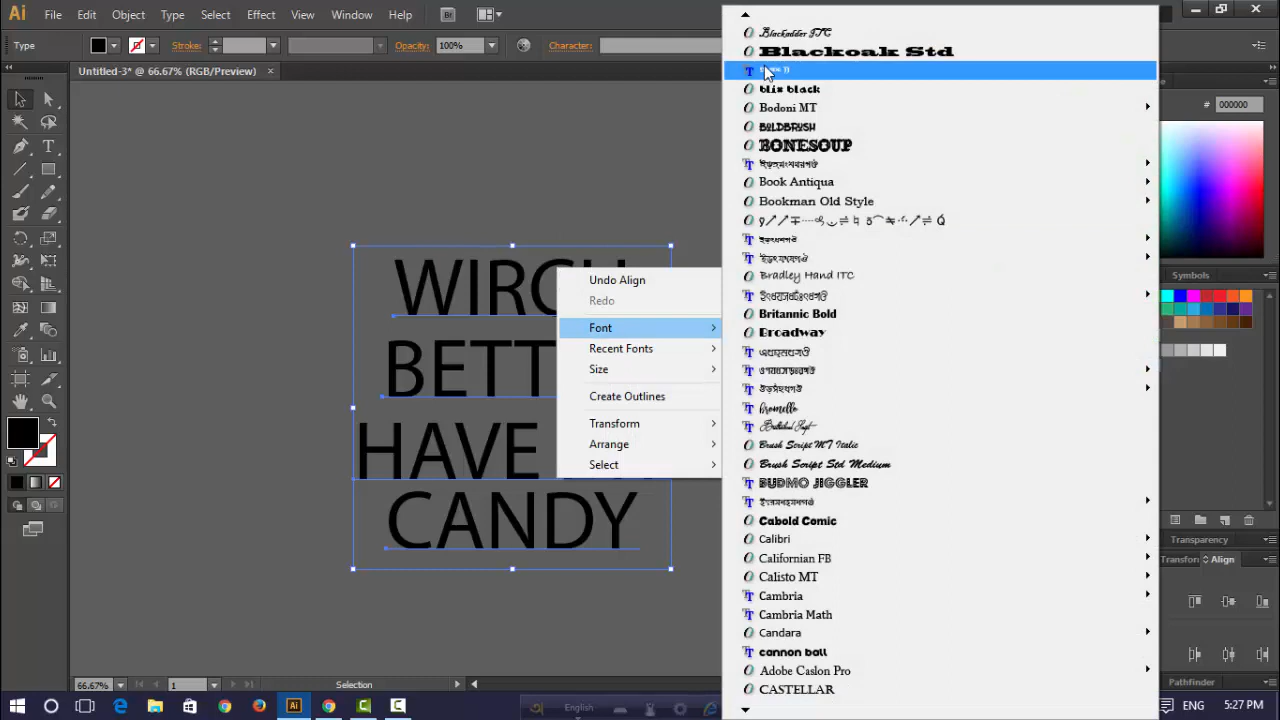 File
Edit
Object
Type
Select
Effect
View
Window
Help
Br
Type
Stroke:
Opacity:
100%
Character:
Untitled-3* @ 66.67% (RGB/Preview)
WIRCH
BETT
HAVE
CANDY
Undo Align
Redo
Font
Recent Fonts
Size
Create Outlines
Transform
Arrange
Select
Blackadder ITC
Blackoak Std
blix black
Bodoni MT
BOLDBRUSH
BONESOUP
Book Antiqua
Bookman Old Style
Bradley Hand ITC
Britannic Bold
Broadway
bromello
Brush Script MT Italic
Brush Script Std Medium
BUDMO JIGGLER
Cabold Comic
Calibri
Californian FB
Calisto MT
Cambria
Cambria Math
Candara
cannon ball
Adobe Caslon Pro
CASTELLAR
# 000000
Symbols
Transparency
Transform
Align
Pathfinder
66.67%
1
Selection
English
Ai
ENG
5:27 PM